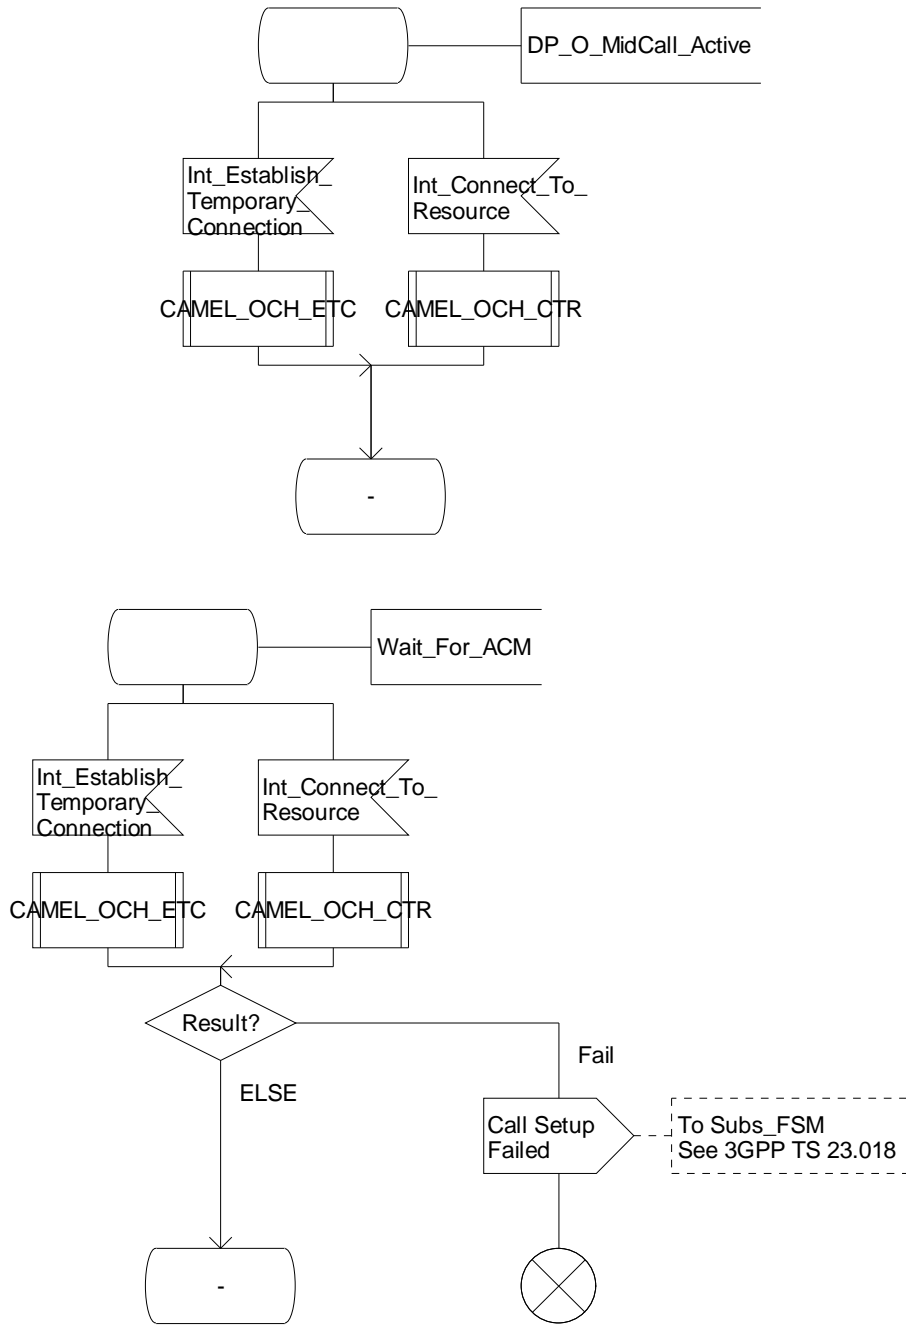 DP_O_MidCall_Active
Int_Establish_
Temporary_
Connection
Int_Connect_To_
Resource
CAMEL_OCH_ETC
CAMEL_OCH_CTR
-
Wait_For_ACM
Int_Establish_
Temporary_
Connection
Int_Connect_To_
Resource
CAMEL_OCH_ETC
CAMEL_OCH_CTR
Result?
Fail
ELSE
Call Setup
Failed
To Subs_FSM
See 3GPP TS 23.018
-